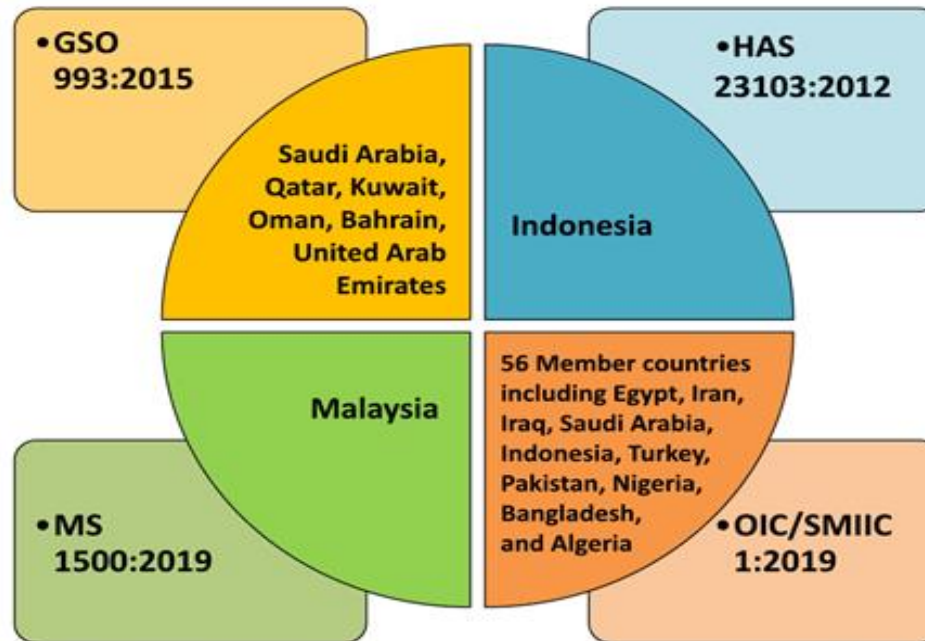 •GSO
993:2015
•HAS
23103:2012
Saudi Arabia,
Qatar, Kuwait,
Oman, Bahrain,
United Arab
Emirates
Indonesia
Malaysia
56 Member countries
including Egypt, Iran,
Iraq, Saudi Arabia,
Indonesia, Turkey,
Pakistan, Nigeria,
Bangladesh,
and Algeria
•MS
1500:2019
•OIC/SMIIC
1:2019